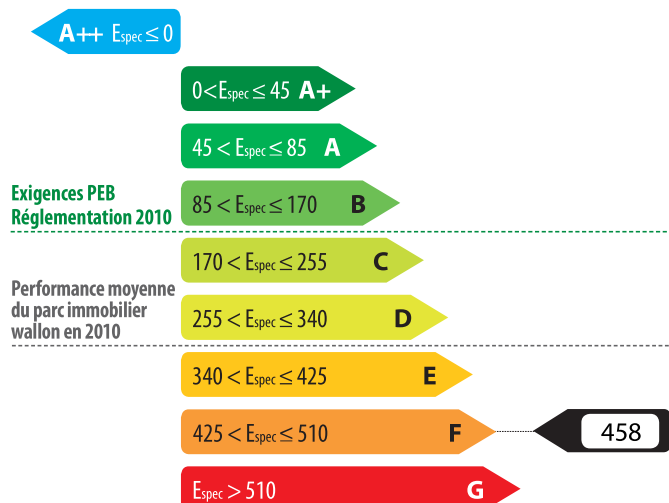 A++ Espec ≤ 0
0 < Espec ≤ 45 A+
45 < Espec ≤ 85 A
Exigences PEB
Réglementation 2010
85 < Espec ≤ 170 B
170 < Espec ≤ 255 C
Performance moyenne
du parc immobilier
wallon en 2010
255 < Espec ≤ 340 D
340 < Espec ≤ 425 E
425 < Espec ≤ 510 F
458
Espec > 510 G